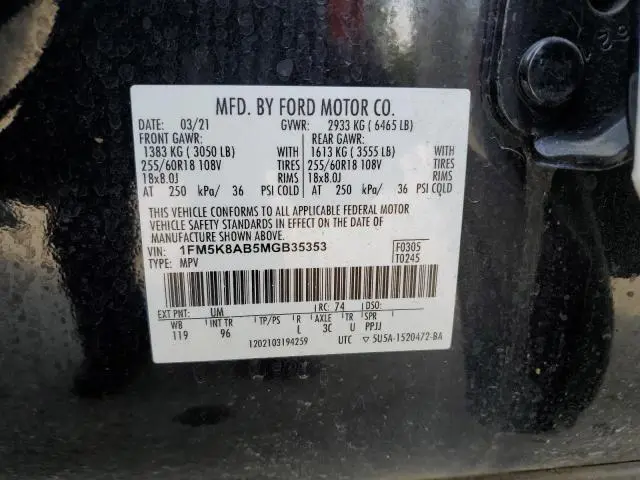 MFD. BY FORD MOTOR CO.
DATE: 03/21 GVWR: 2933 KG ( 6465 LB)
FRONT GAWR: REAR GAWR:
1383 KG ( 3050 LB) WITH 1613 KG ( 3555 LB) WITH
255/60R18 108V TIRES 255/60R18 108V TIRES
18x8.0J RIMS 18x8.0J RIMS
AT 250 kPa/ 36 PSI COLD AT 250 kPa/ 36 PSI COLD
THIS VEHICLE CONFORMS TO ALL APPLICABLE FEDERAL MOTOR
VEHICLE SAFETY STANDARDS IN EFFECT ON THE DATE OF
MANUFACTURE SHOWN ABOVE.
VIN: 1FM5K8AB5MGB35353 F0305
TYPE: MPV T0245
EXT PNT: UM RC: 74 DSO:
WB INT TR TP/PS R AXLE TR SPR
119 96 L 3C U PPJJ
1202103194259 UTC ▽ 5U5A-1520472-BA